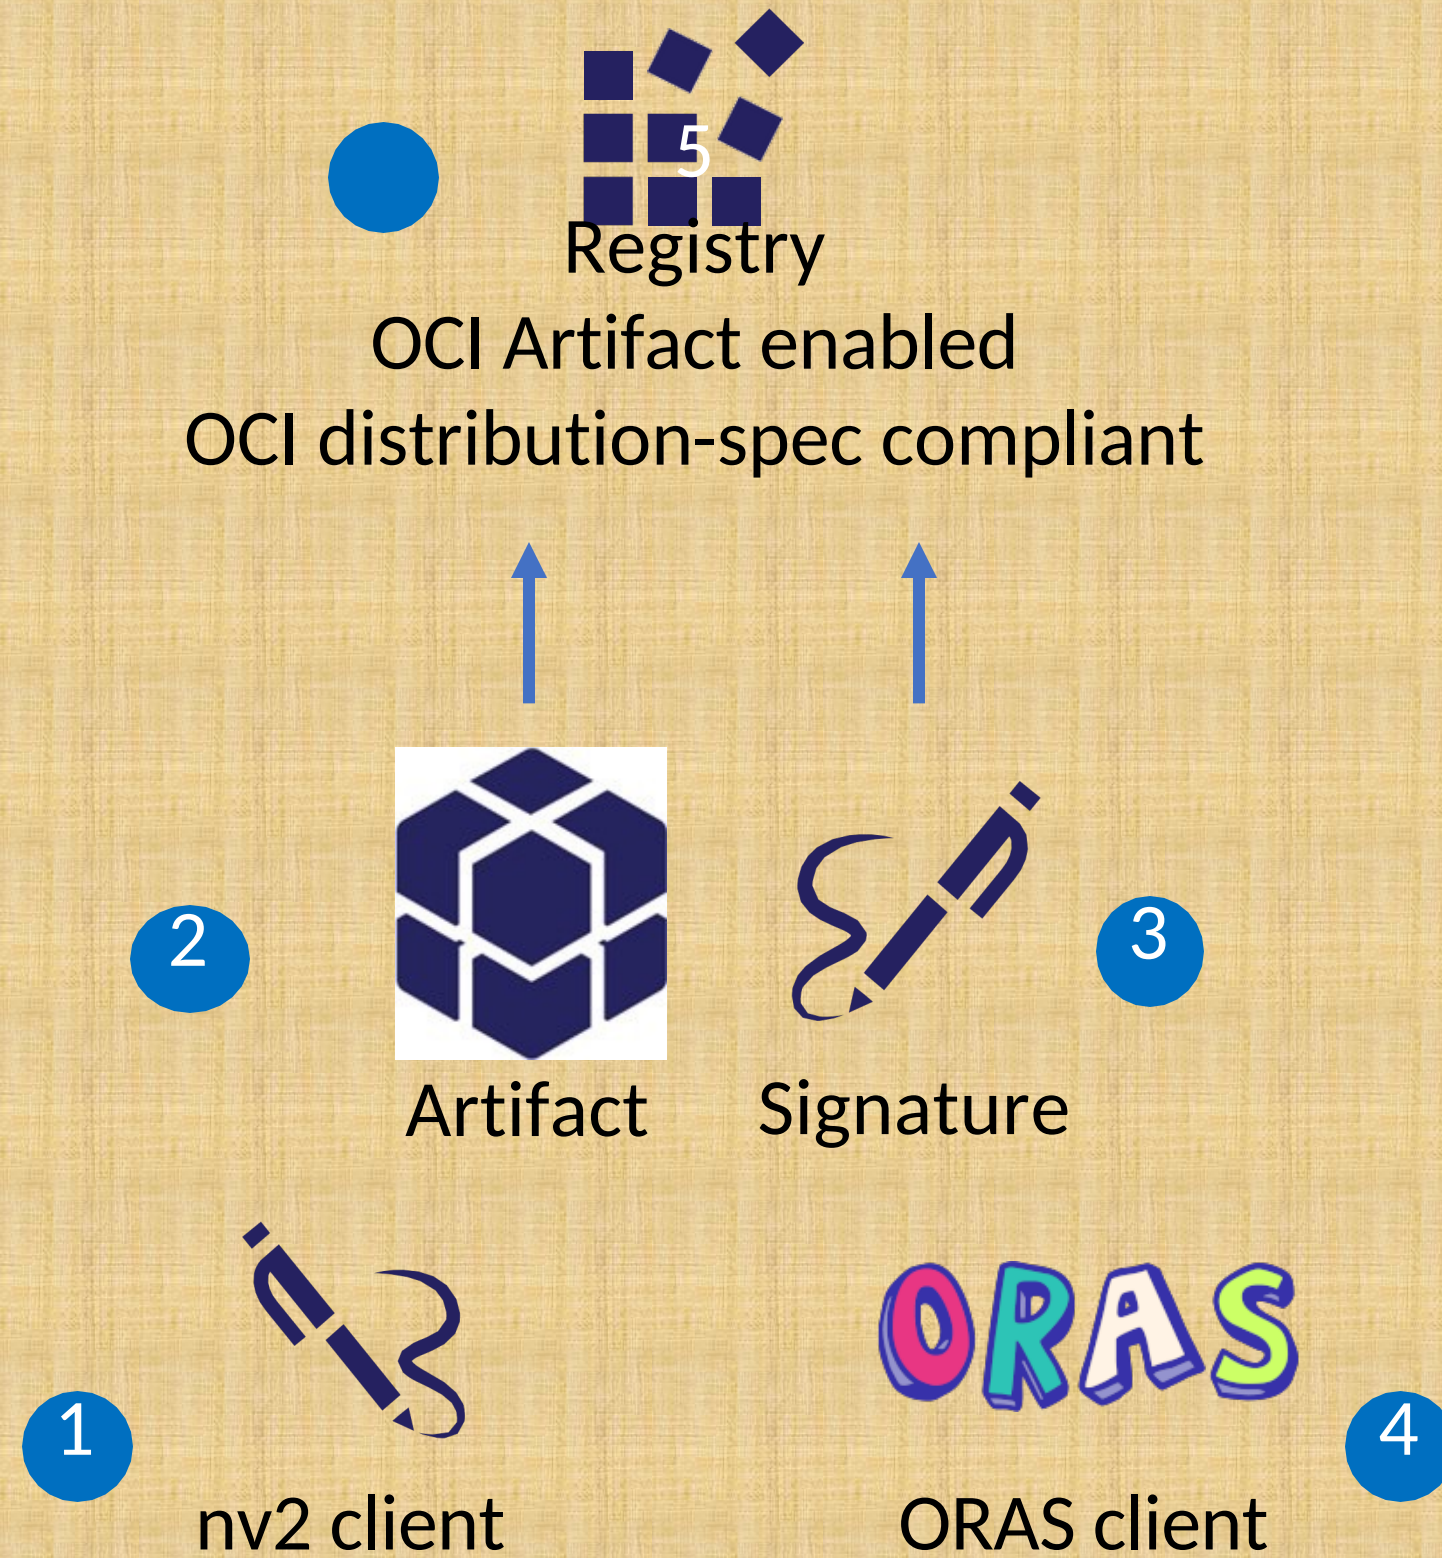 5
Registry
OCI Artifact enabled
OCI distribution-spec compliant
2
3
Artifact
Signature
ORAS
1
4
nv2 client
ORAS client